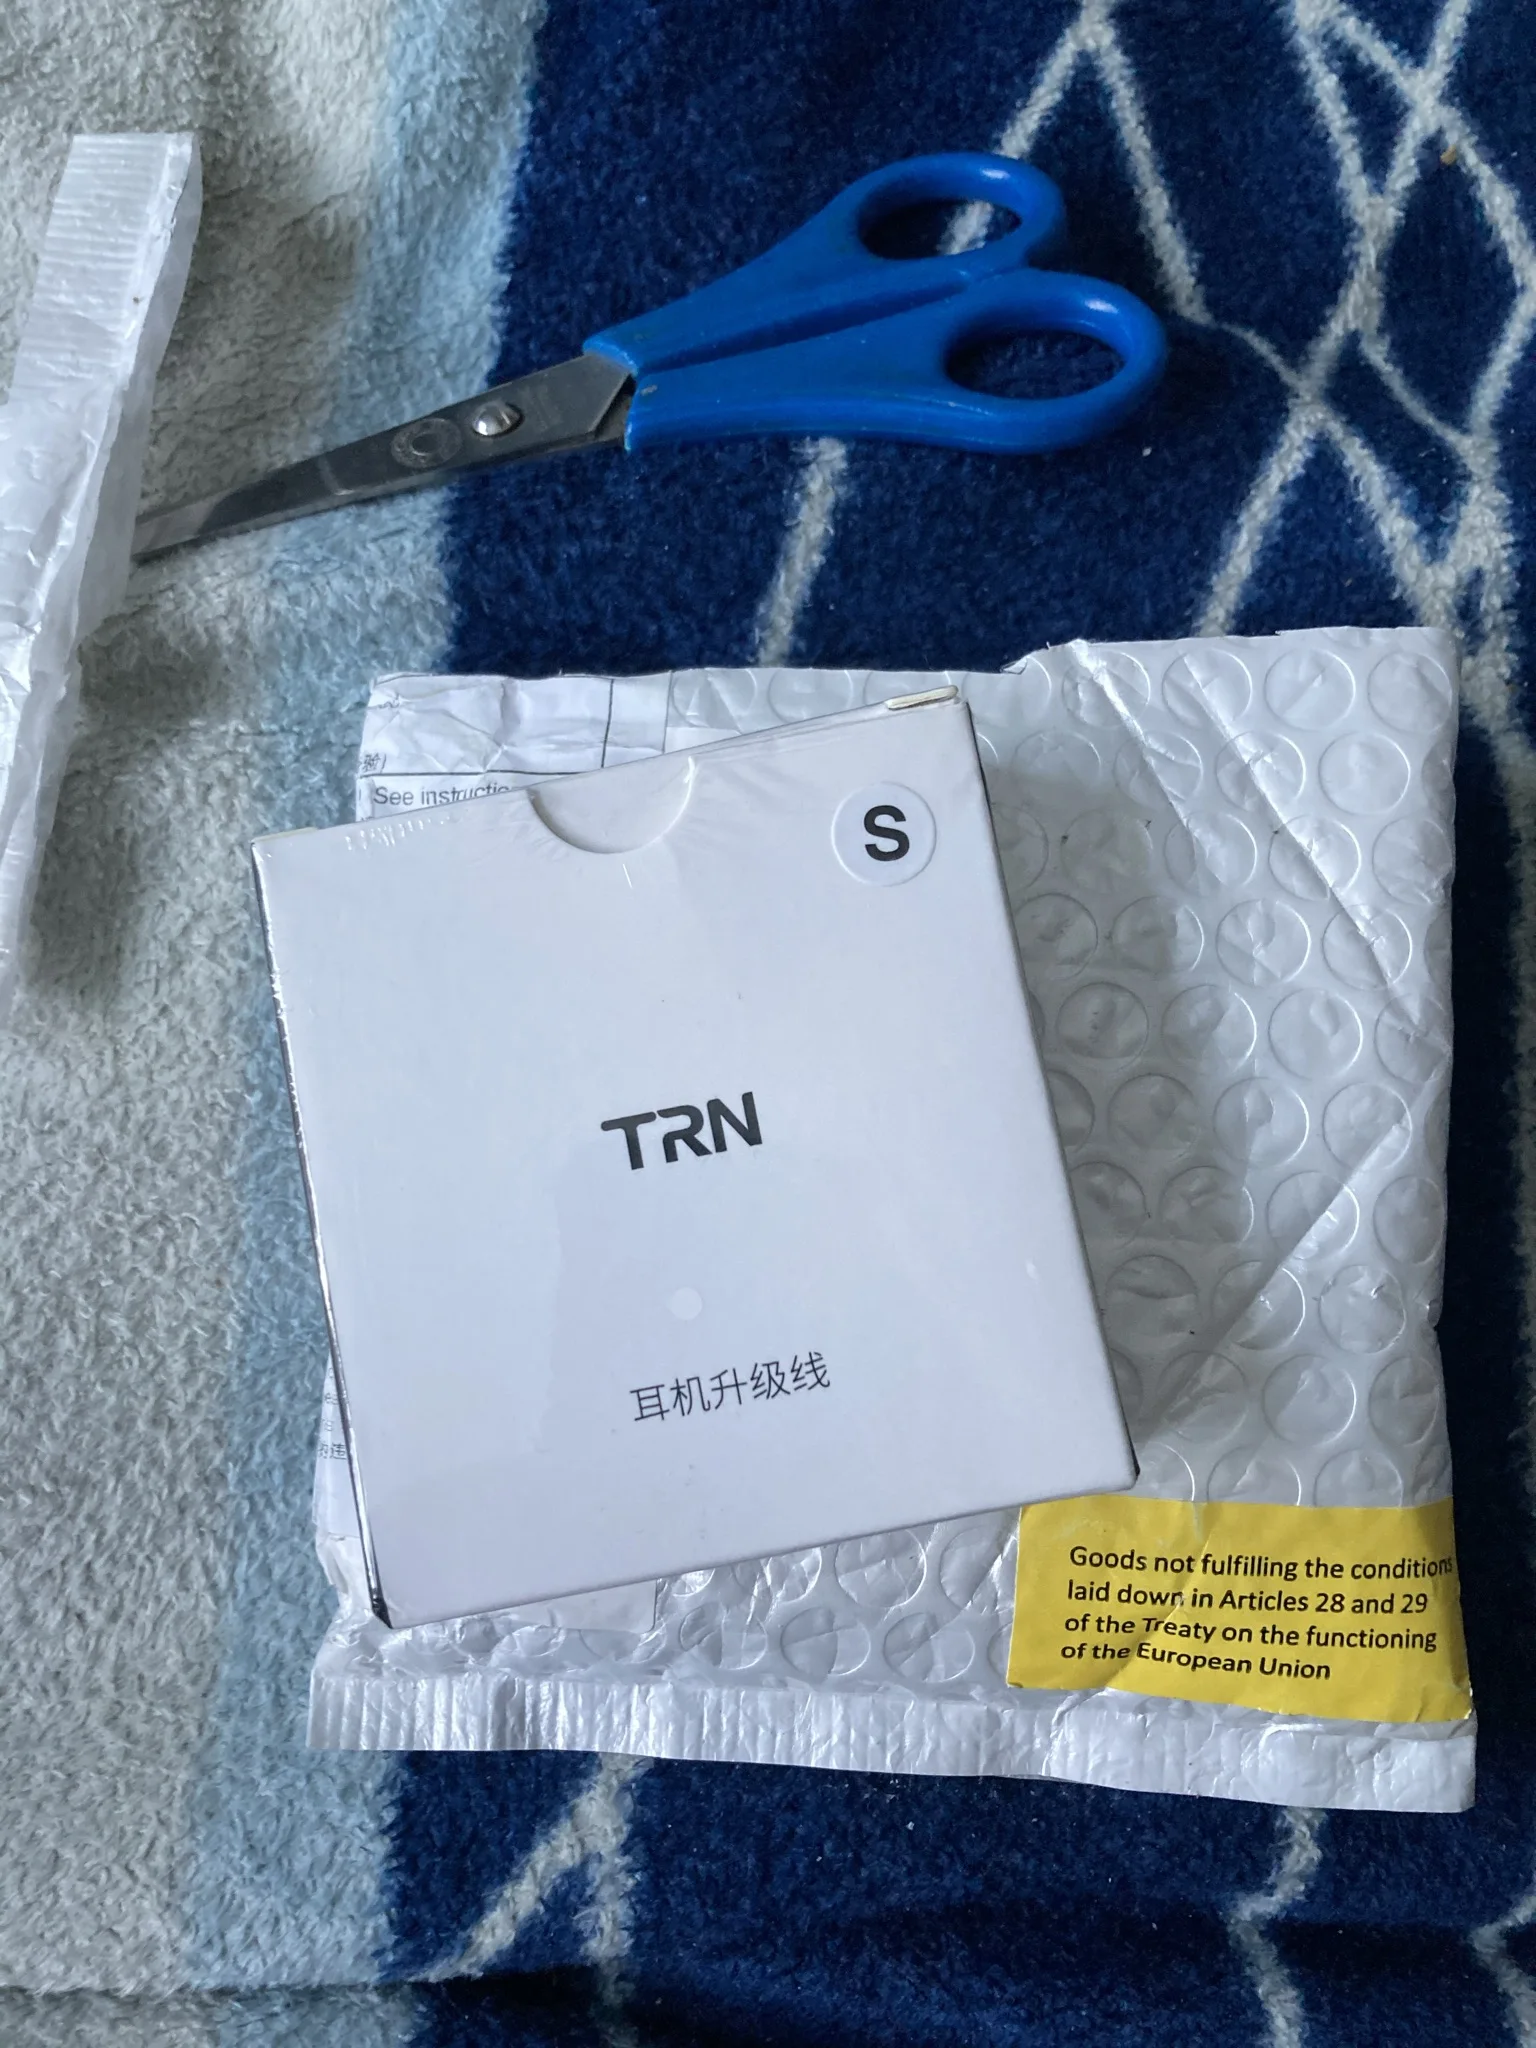 See instructio
S
TRN
耳机升级线
Goods not fulfilling the conditions
laid down in Articles 28 and 29
of the Treaty on the functioning
of the European Union